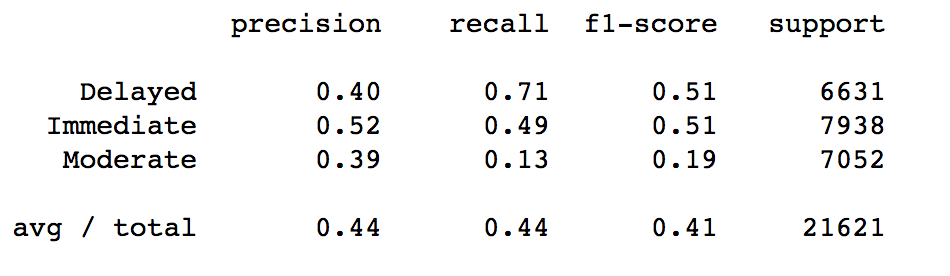 precision recall f1-score support
Delayed 0.40 0.71 0.51 6631
Immediate 0.52 0.49 0.51 7938
Moderate 0.39 0.13 0.19 7052
avg / total 0.44 0.44 0.41 21621